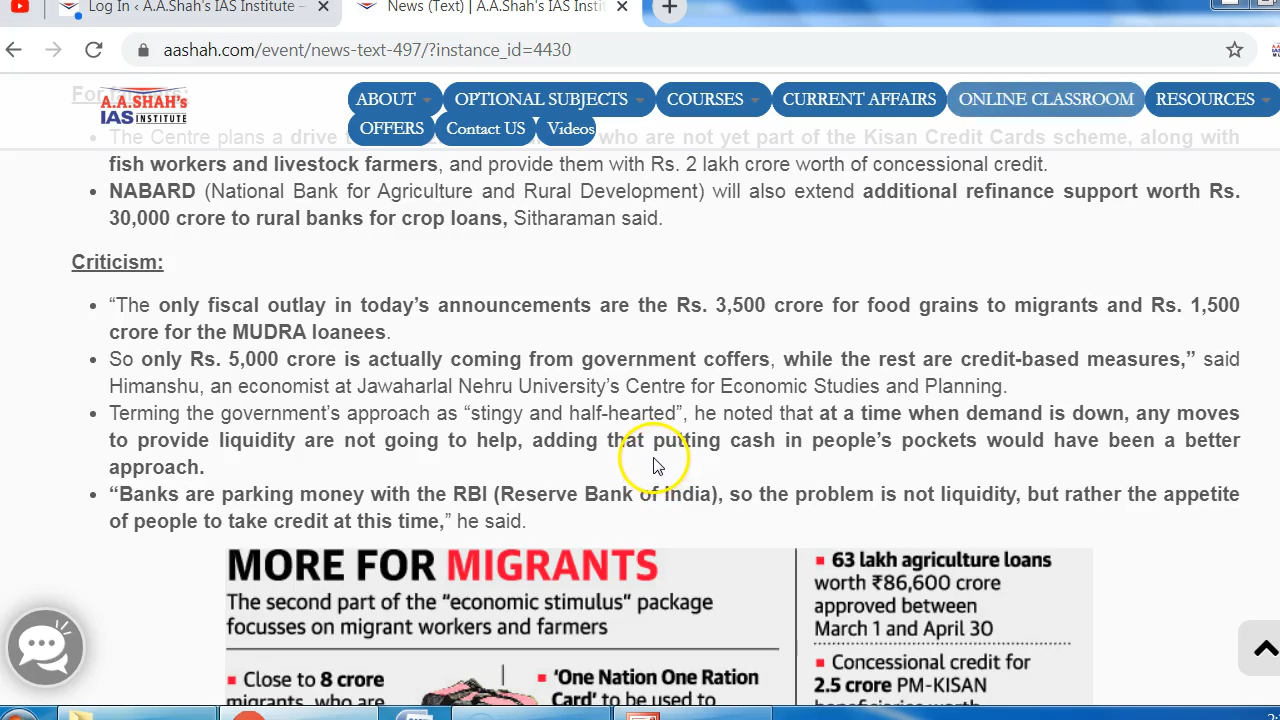 Log In ‹ A.A.Shah's IAS Institute –
News (Text) | A.A.Shah's IAS Insti
aashah.com/event/news-text-497/?instance_id=4430
A.A.SHAH'S
IAS INSTITUTE
ABOUT OPTIONAL SUBJECTS COURSES CURRENT AFFAIRS ONLINE CLASSROOM RESOURCES
OFFERS Contact US Videos
The Centre plans a drive who are not yet part of the Kisan Credit Cards scheme, along with
fish workers and livestock farmers, and provide them with Rs. 2 lakh crore worth of concessional credit.
NABARD (National Bank for Agriculture and Rural Development) will also extend additional refinance support worth Rs.
30,000 crore to rural banks for crop loans, Sitharaman said.
Criticism:
“The only fiscal outlay in today’s announcements are the Rs. 3,500 crore for food grains to migrants and Rs. 1,500
crore for the MUDRA loanees.
So only Rs. 5,000 crore is actually coming from government coffers, while the rest are credit-based measures,” said
Himanshu, an economist at Jawaharlal Nehru University’s Centre for Economic Studies and Planning.
Terming the government’s approach as “stingy and half-hearted”, he noted that at a time when demand is down, any moves
to provide liquidity are not going to help, adding that putting cash in people’s pockets would have been a better
approach.
“Banks are parking money with the RBI (Reserve Bank of India), so the problem is not liquidity, but rather the appetite
of people to take credit at this time,” he said.
MORE FOR MIGRANTS
The second part of the “economic stimulus” package
focusses on migrant workers and farmers
Close to 8 crore
migrants, who are
‘One Nation One Ration
Card’ to be used to
63 lakh agriculture loans
worth ₹86,600 crore
approved between
March 1 and April 30
Concessional credit for
2.5 crore PM-KISAN
beneficiaries worth